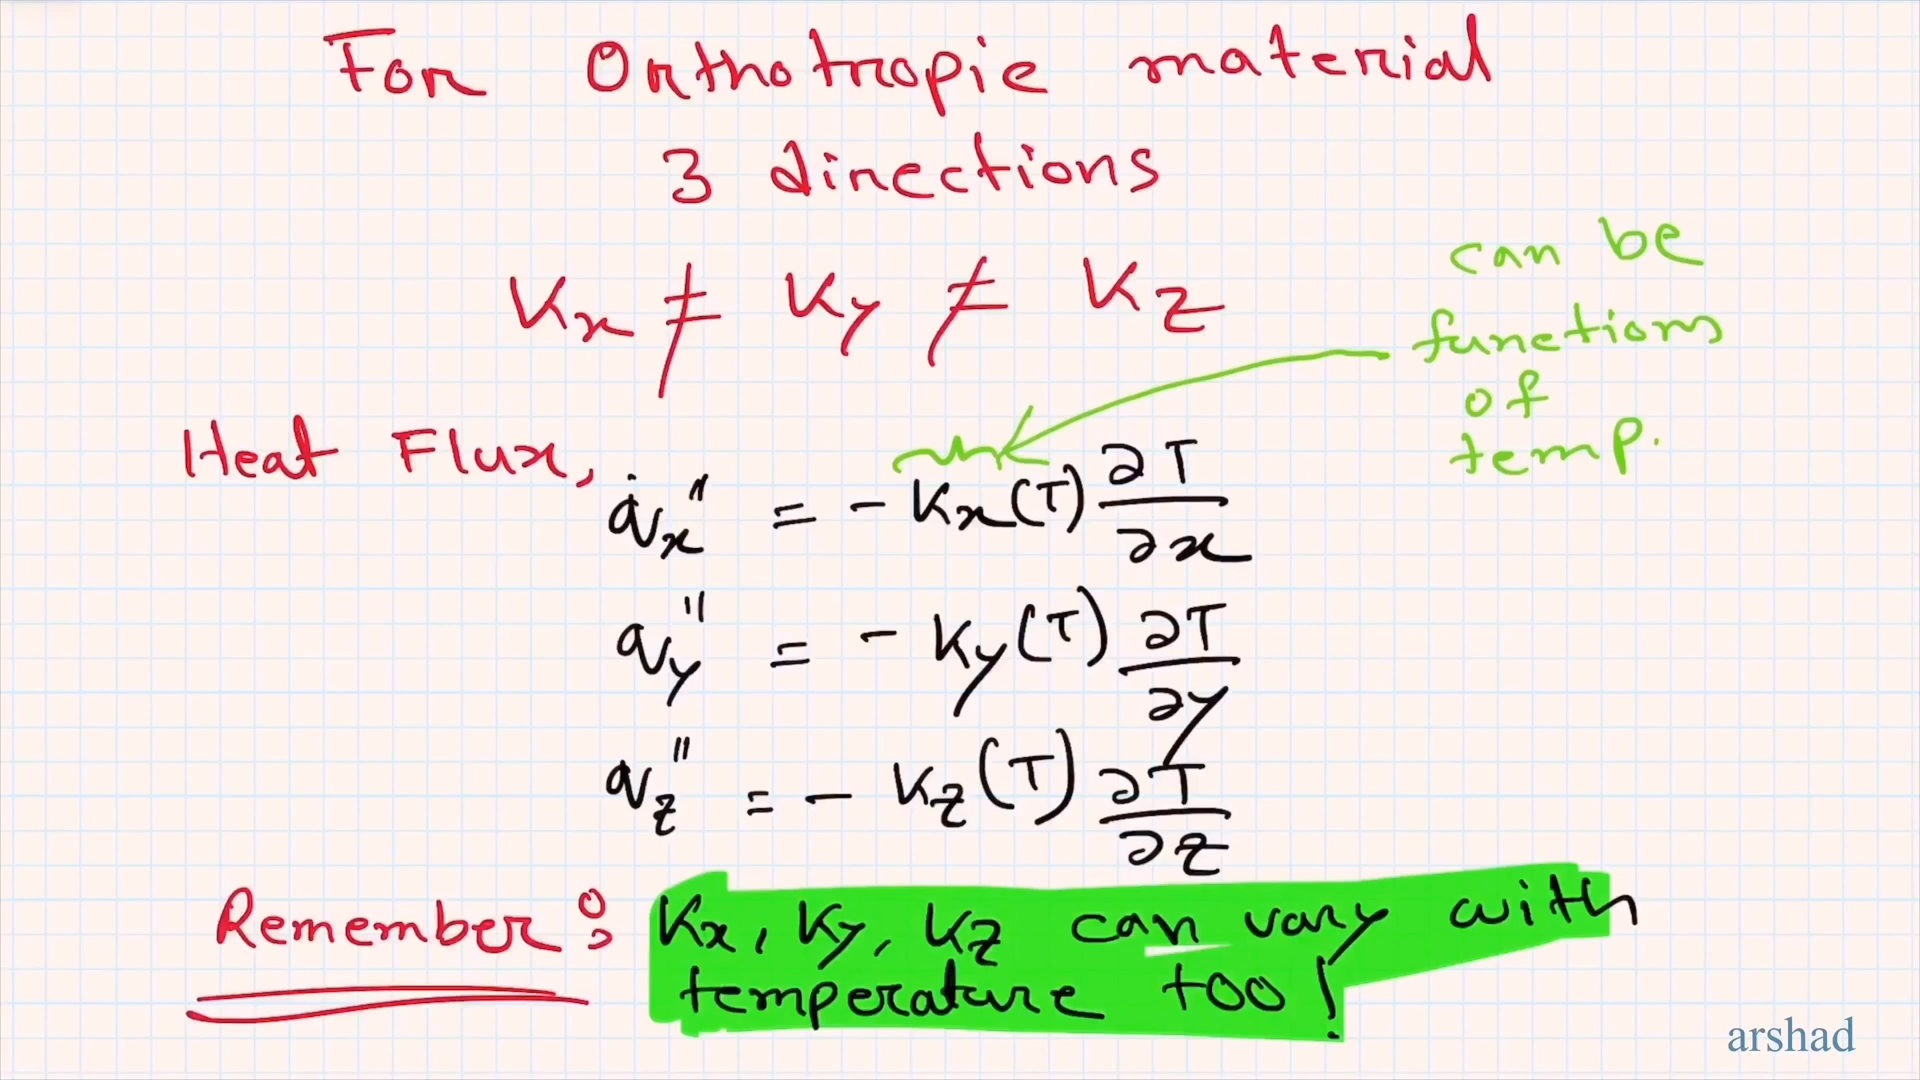 For Orthotropic material
3 directions
Kx ≠ Ky ≠ Kz
can be
functions
of
temp.
Heat Flux,
q̇x'' = - Kx(T) ∂T/∂x
qy'' = - Ky(T) ∂T/∂y
qz'' = - Kz(T) ∂T/∂z
Remember: Kx, Ky, Kz can vary with
temperature too!
arshad